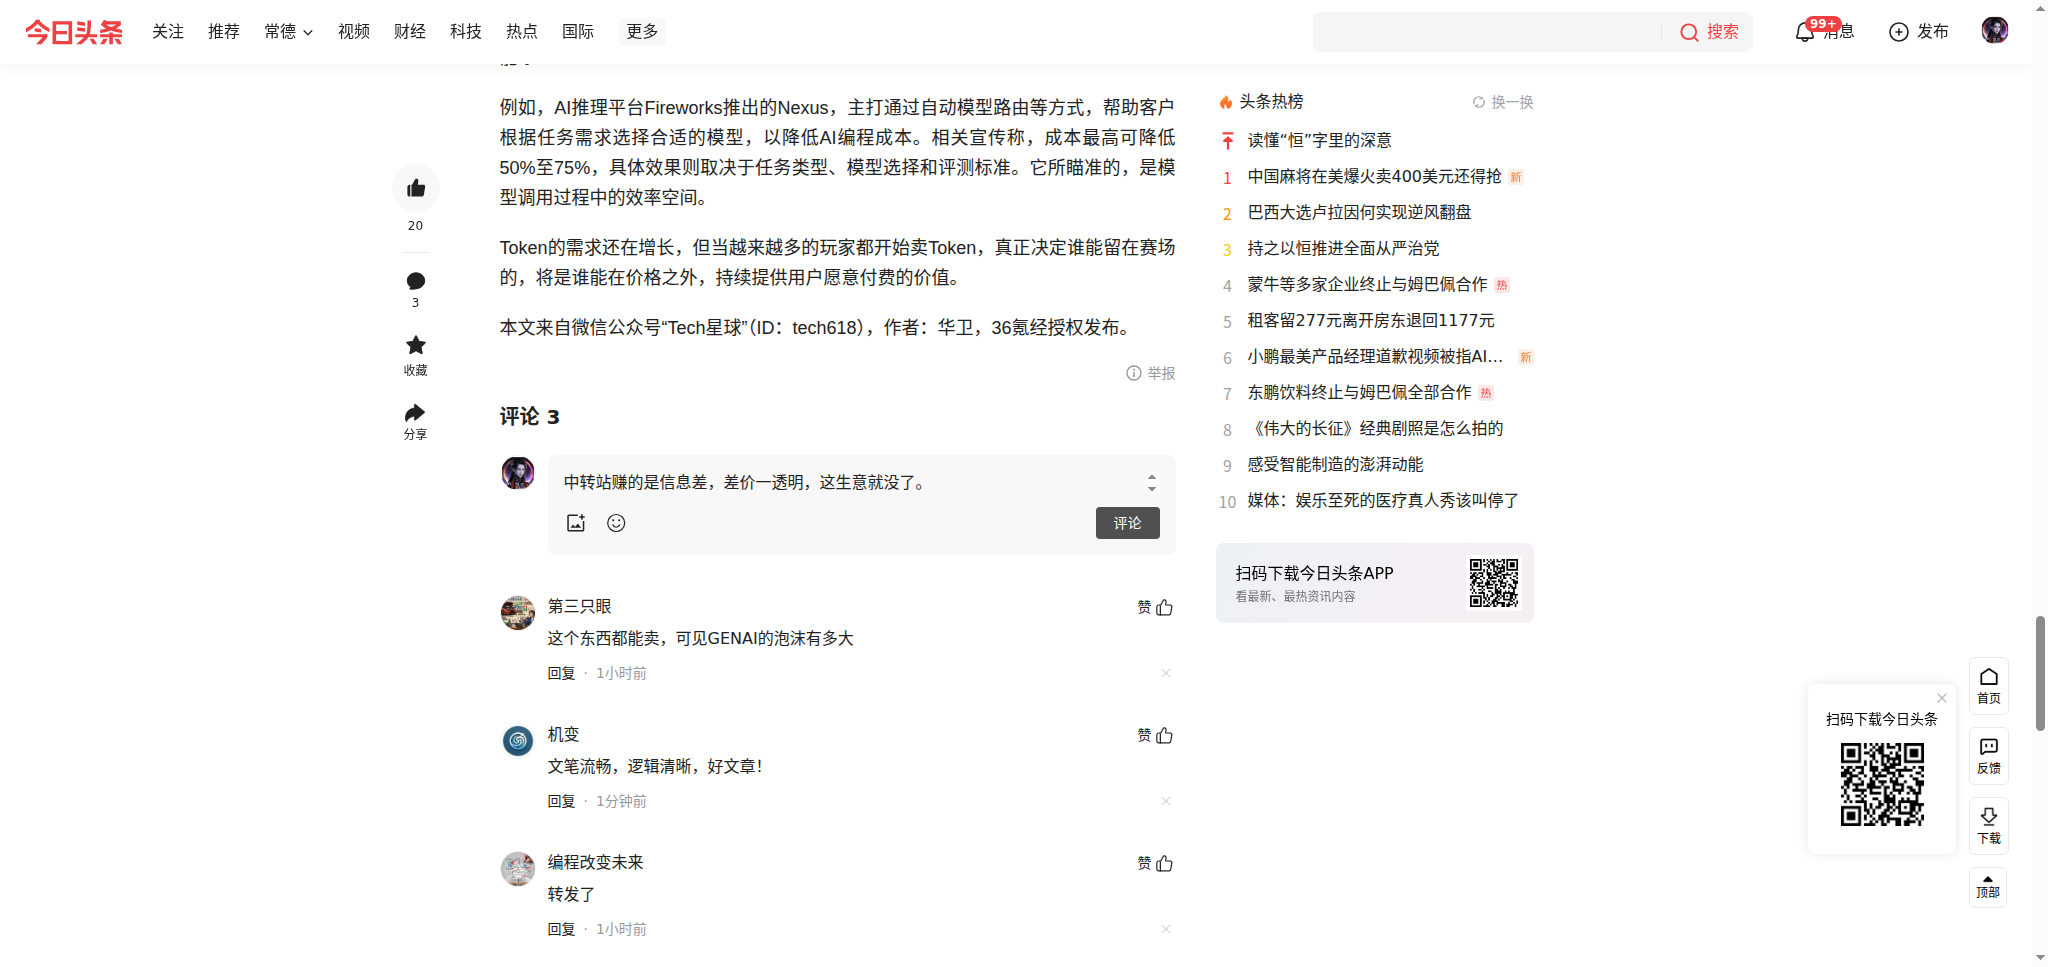 今日头条
关注 推荐 常德 视频 财经 科技 热点 国际 更多
搜索
99+
消息
发布
例如，AI推理平台Fireworks推出的Nexus，主打通过自动模型路由等方式，帮助客户
根据任务需求选择合适的模型，以降低AI编程成本。相关宣传称，成本最高可降低
50%至75%，具体效果则取决于任务类型、模型选择和评测标准。它所瞄准的，是模
型调用过程中的效率空间。
Token的需求还在增长，但当越来越多的玩家都开始卖Token，真正决定谁能留在赛场
的，将是谁能在价格之外，持续提供用户愿意付费的价值。
本文来自微信公众号“Tech星球”（ID：tech618），作者：华卫，36氪经授权发布。
举报
20
3
收藏
分享
评论 3
中转站赚的是信息差，差价一透明，这生意就没了。
评论
第三只眼
赞
这个东西都能卖，可见GENAI的泡沫有多大
回复 · 1小时前
机变
赞
文笔流畅，逻辑清晰，好文章！
回复 · 1分钟前
编程改变未来
赞
转发了
回复 · 1小时前
头条热榜
换一换
读懂“恒”字里的深意
1 中国麻将在美爆火卖400美元还得抢 新
2 巴西大选卢拉因何实现逆风翻盘
3 持之以恒推进全面从严治党
4 蒙牛等多家企业终止与姆巴佩合作 热
5 租客留277元离开房东退回1177元
6 小鹏最美产品经理道歉视频被指AI... 新
7 东鹏饮料终止与姆巴佩全部合作 热
8 《伟大的长征》经典剧照是怎么拍的
9 感受智能制造的澎湃动能
10 媒体：娱乐至死的医疗真人秀该叫停了
扫码下载今日头条APP
看最新、最热资讯内容
扫码下载今日头条
首页
反馈
下载
顶部